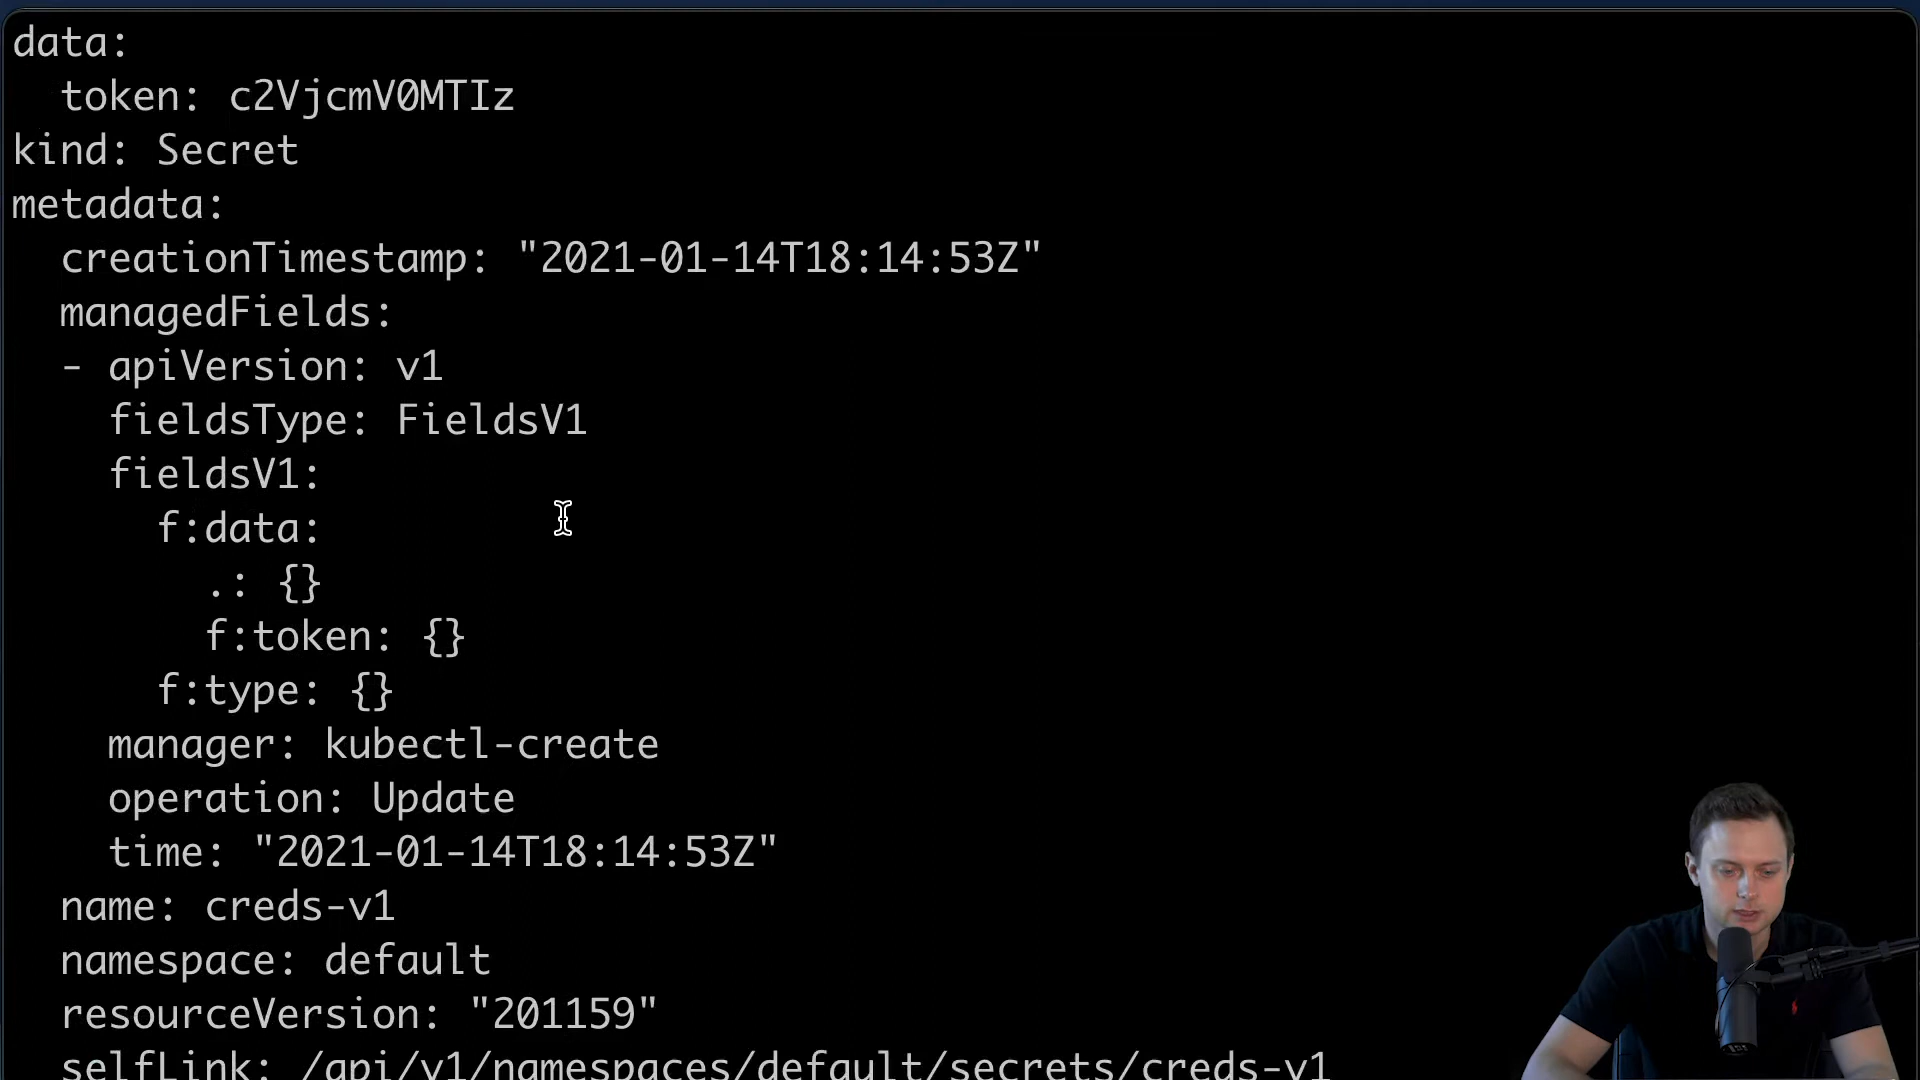 data:
  token: c2VjcmV0MTIz
kind: Secret
metadata:
  creationTimestamp: "2021-01-14T18:14:53Z"
  managedFields:
  - apiVersion: v1
    fieldsType: FieldsV1
    fieldsV1:
      f:data:
        .: {}
        f:token: {}
      f:type: {}
    manager: kubectl-create
    operation: Update
    time: "2021-01-14T18:14:53Z"
  name: creds-v1
  namespace: default
  resourceVersion: "201159"
  selfLink: /api/v1/namespaces/default/secrets/creds-v1